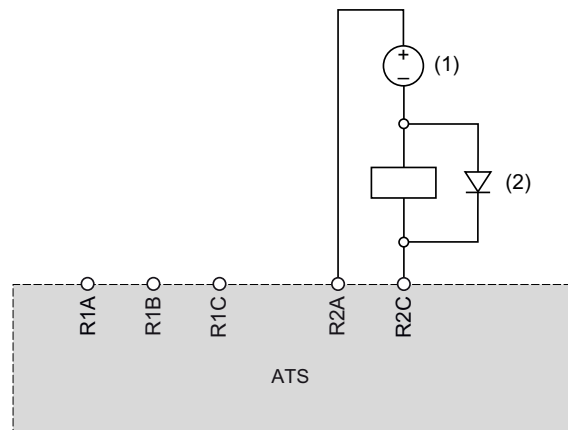 +
(1)
−
(2)
R1A
R1B
R1C
R2A
R2C
ATS